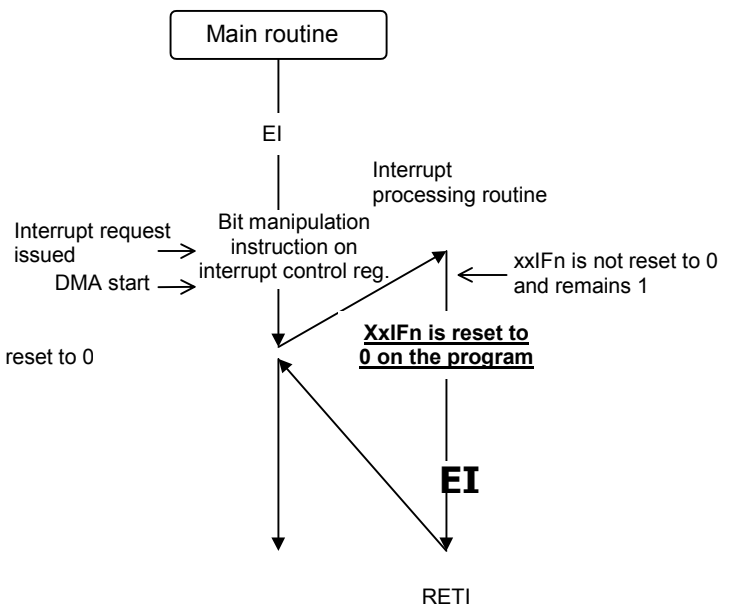 Main routine
EI
Interrupt
processing routine
Interrupt request
issued
DMA start
Bit manipulation
instruction on
interrupt control reg.
xxIFn is not reset to 0
and remains 1
reset to 0
XxIFn is reset to
0 on the program
EI
RETI